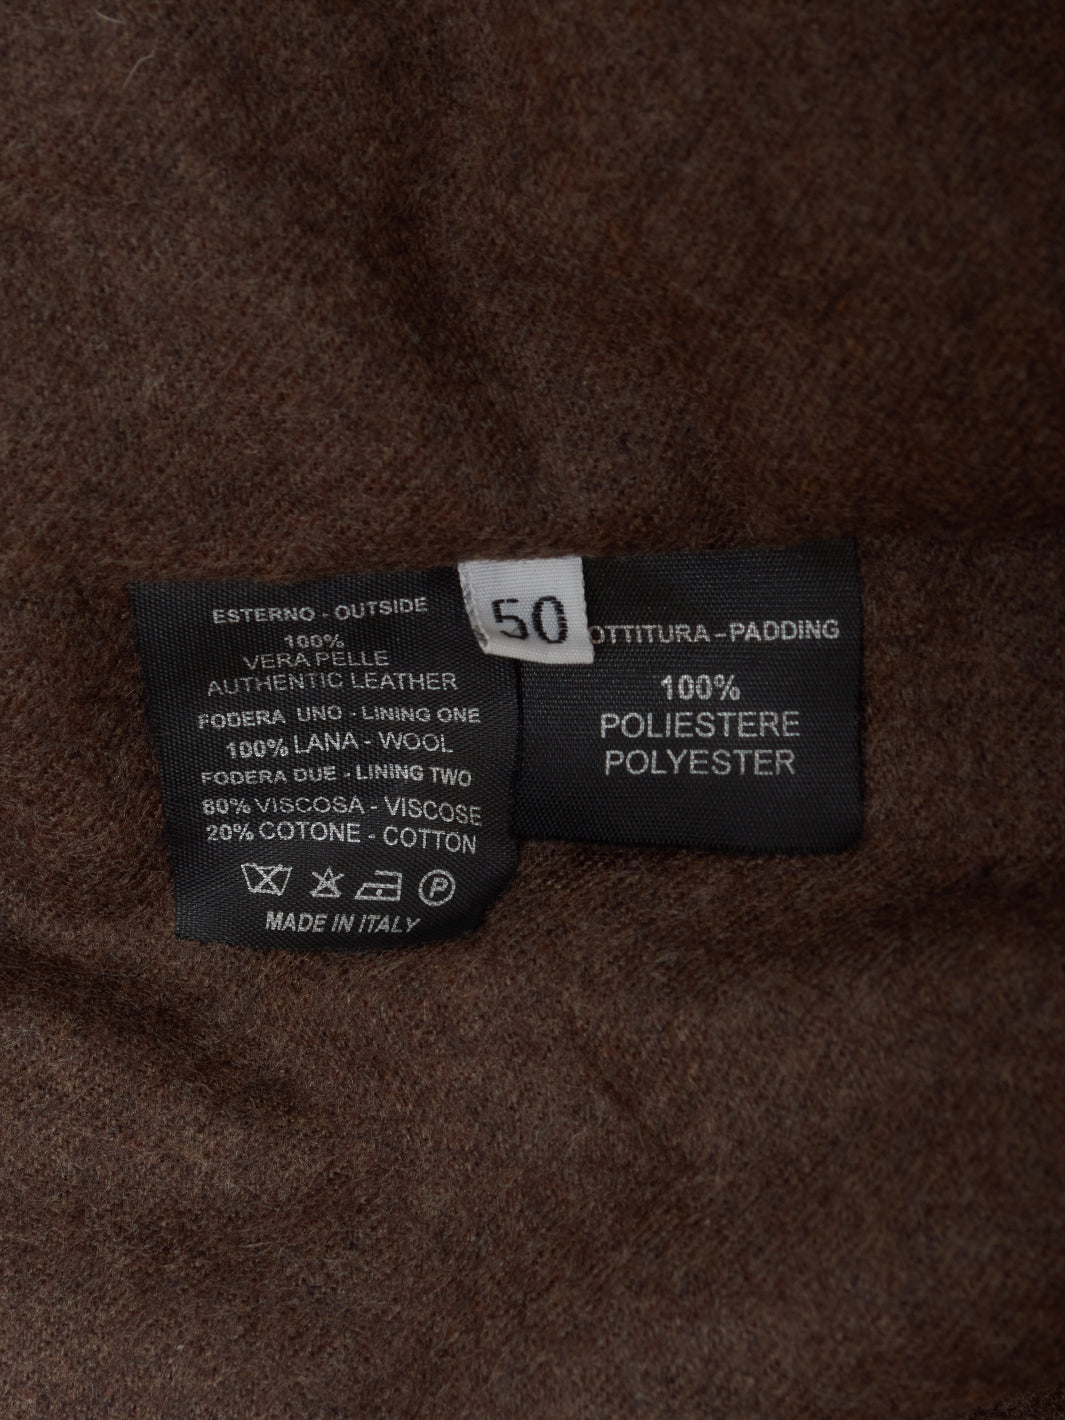 ESTERNO - OUTSIDE
100%
VERA PELLE
AUTHENTIC LEATHER
FODERA UNO - LINING ONE
100% LANA - WOOL
FODERA DUE - LINING TWO
80% VISCOSA - VISCOSE
20% COTONE - COTTON
P
MADE IN ITALY
50
OTTITURA - PADDING
100%
POLIESTERE
POLYESTER